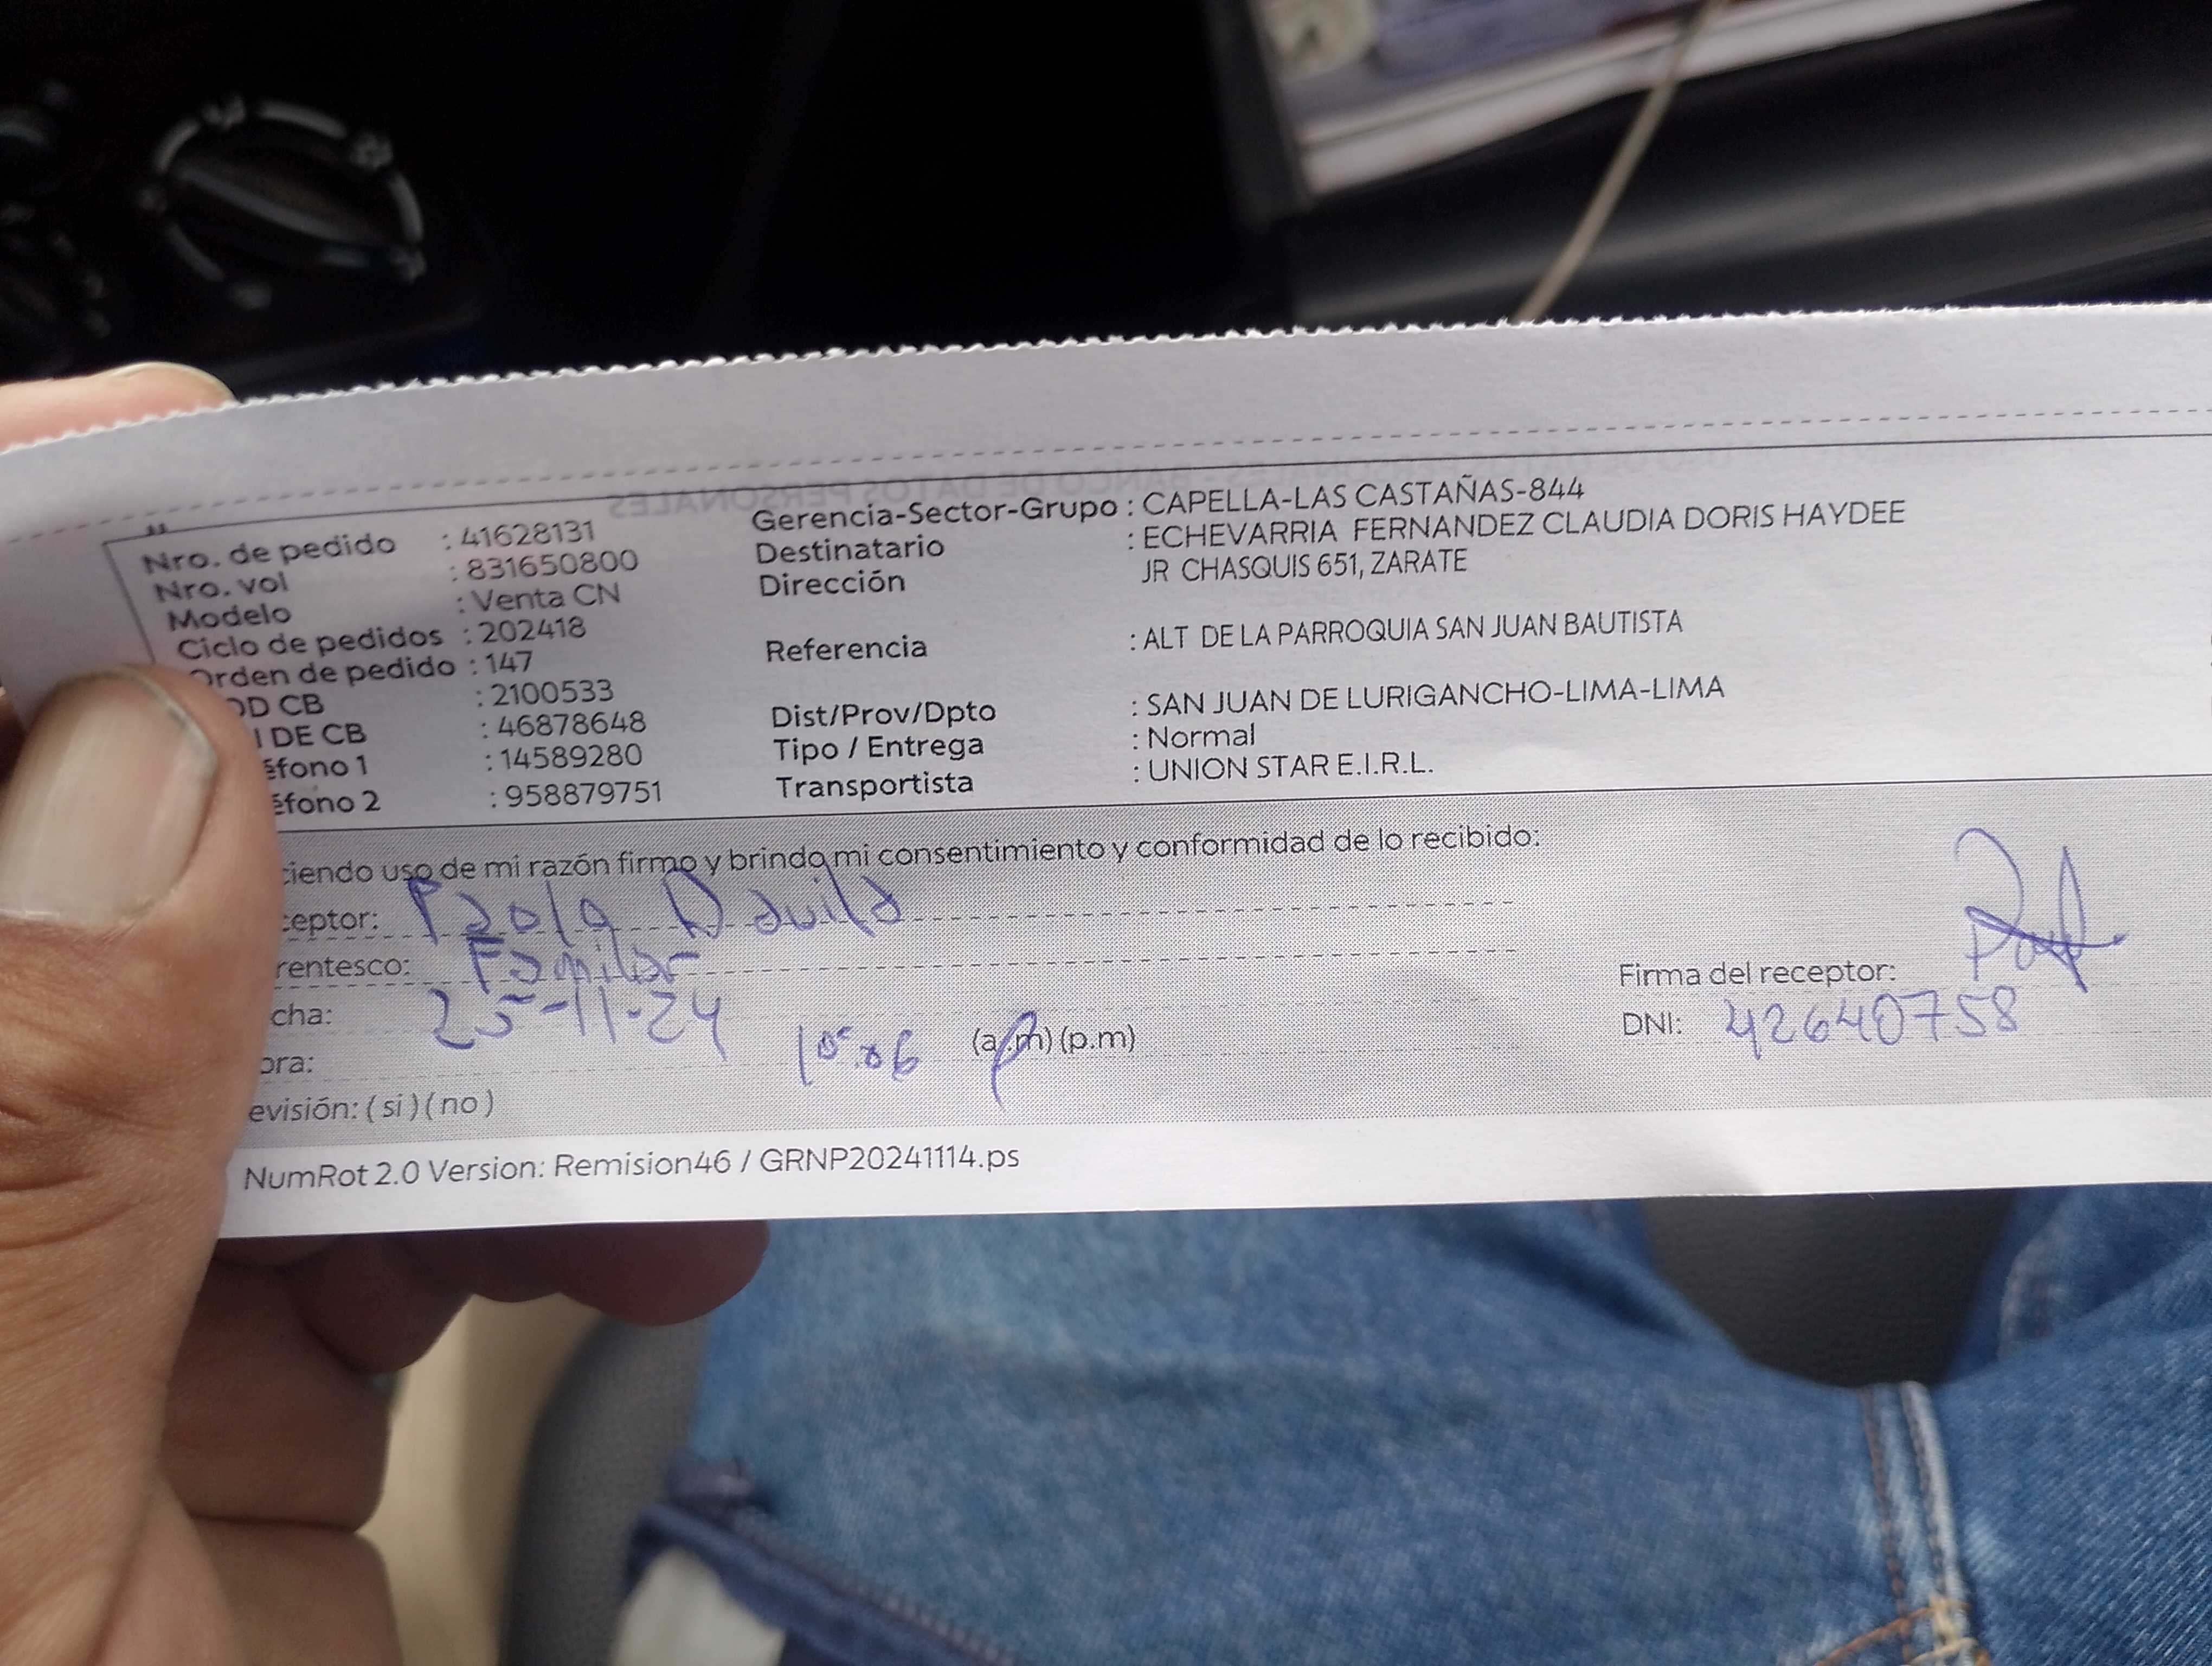 Nro. de pedido : 41628131
Nro. vol : 831650800
Modelo : Venta CN
Ciclo de pedidos : 202418
Orden de pedido : 147
OD CB : 2100533
I DE CB : 46878648
éfono 1 : 14589280
éfono 2 : 958879751
Gerencia-Sector-Grupo : CAPELLA-LAS CASTAÑAS-844
Destinatario : ECHEVARRIA FERNANDEZ CLAUDIA DORIS HAYDEE
Dirección JR CHASQUIS 651, ZARATE
Referencia : ALT DE LA PARROQUIA SAN JUAN BAUTISTA
Dist/Prov/Dpto : SAN JUAN DE LURIGANCHO-LIMA-LIMA
Tipo / Entrega : Normal
Transportista : UNION STAR E.I.R.L.
ciendo uso de mi razón firmo y brindo mi consentimiento y conformidad de lo recibido:
ceptor: Paola Davila
rentesco: Familiar
cha: 25-11-24
ora: 10:06 (a.m) (p.m)
evisión: ( si ) ( no )
Firma del receptor:
DNI: 42640758
NumRot 2.0 Version: Remision46 / GRNP20241114.ps